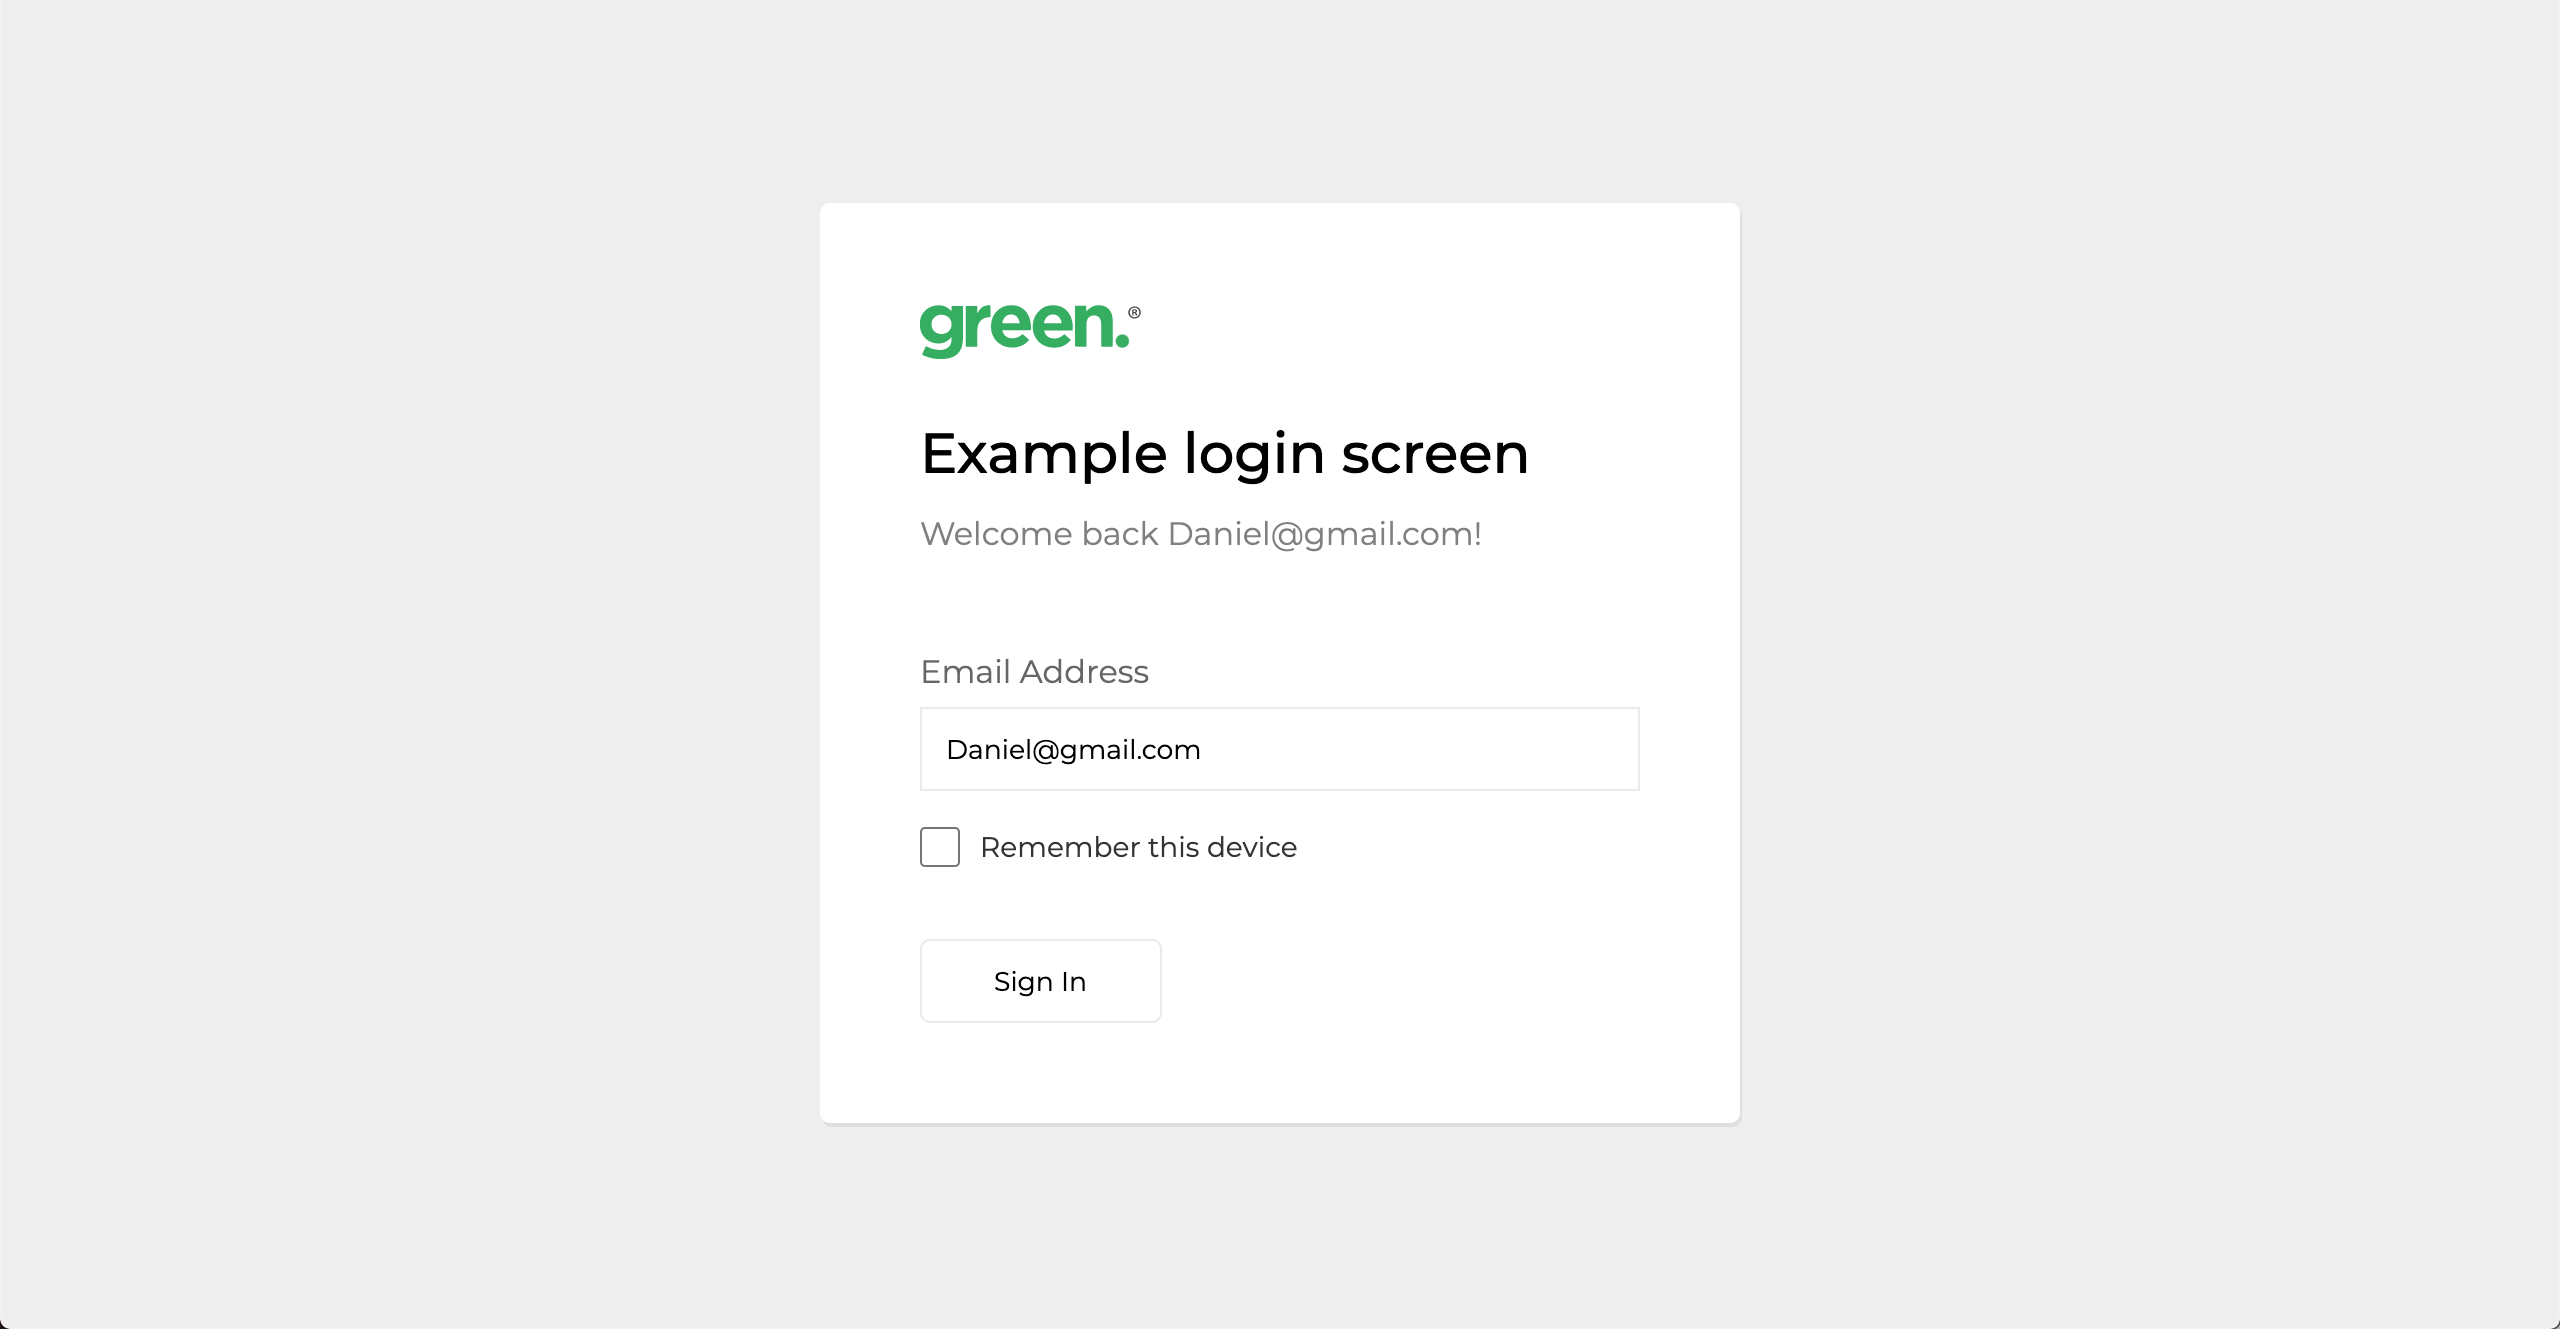 green.®
Example login screen
Welcome back Daniel@gmail.com!
Email Address
Daniel@gmail.com
Remember this device
Sign In